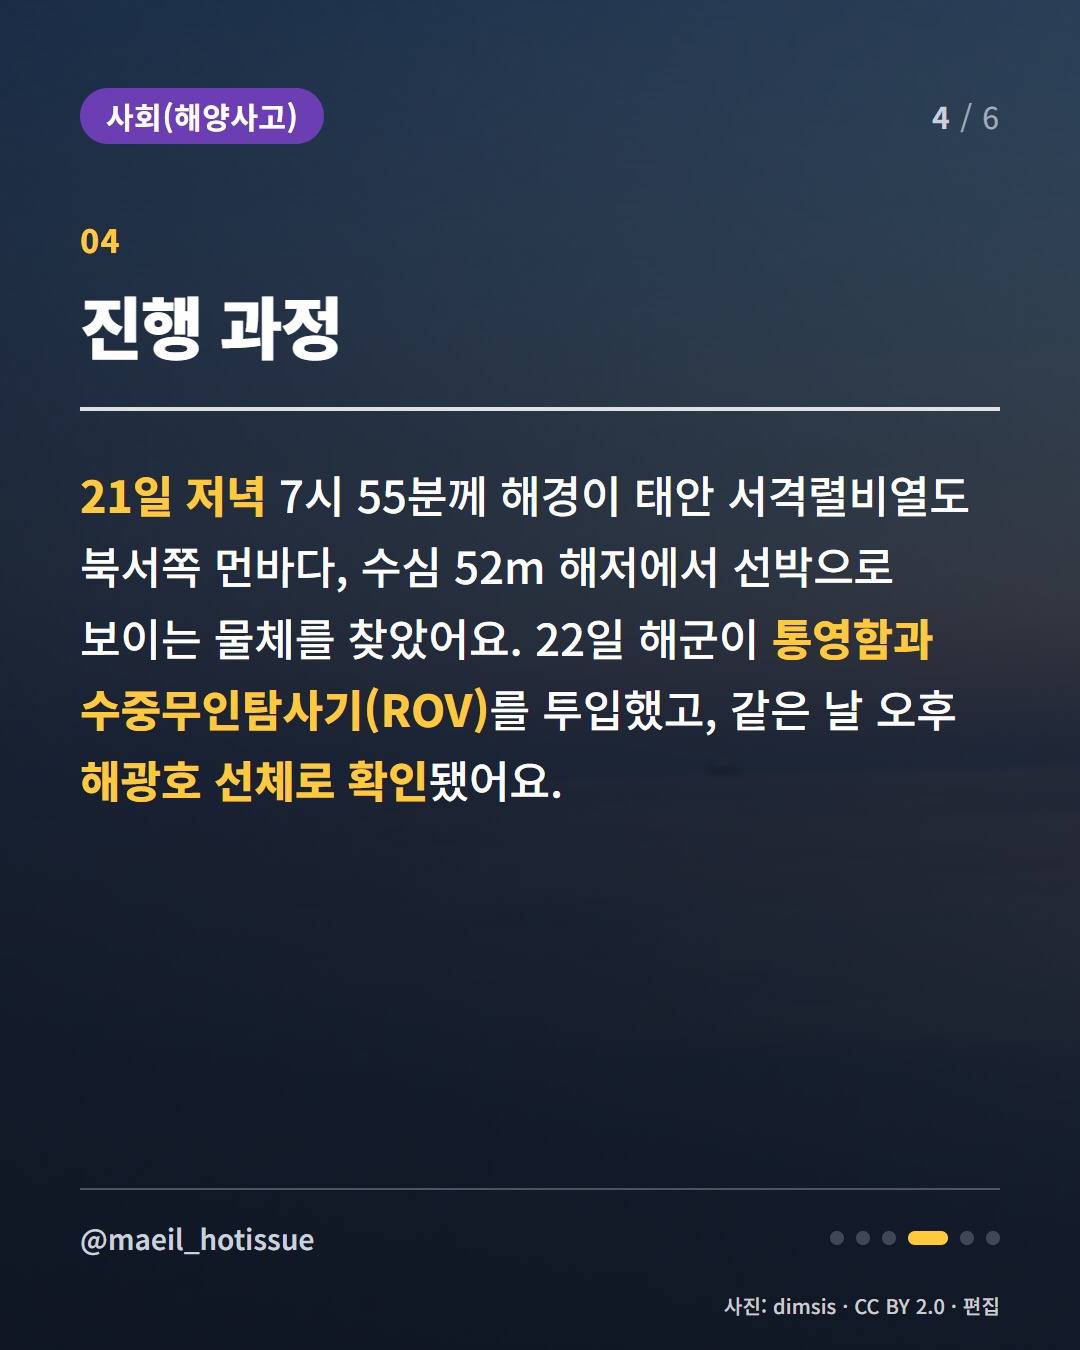 사회(해양사고)
4 / 6
04
진행 과정
21일 저녁 7시 55분께 해경이 태안 서격렬비열도
북서쪽 먼바다, 수심 52m 해저에서 선박으로
보이는 물체를 찾았어요. 22일 해군이 통영함과
수중무인탐사기(ROV)를 투입했고, 같은 날 오후
해광호 선체로 확인됐어요.
@maeil_hotissue
사진: dimsis · CC BY 2.0 · 편집